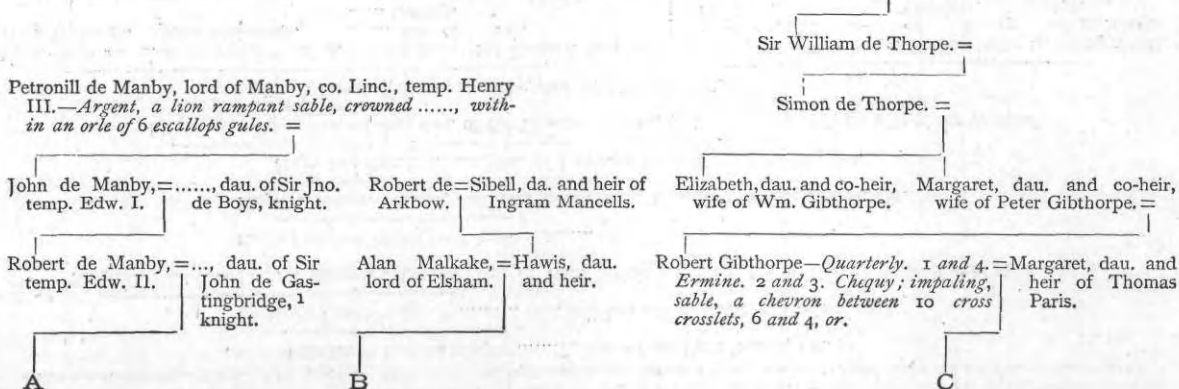 Sir William de Thorpe. =
Petronill de Manby, lord of Manby, co. Linc., temp. Henry
III.—Argent, a lion rampant sable, crowned ......, with-
in an orle of 6 escallops gules. =
Simon de Thorpe. =
John de Manby,=......, dau. of Sir Jno.
temp. Edw. I. de Boys, knight.
Robert de=Sibell, da. and heir of
Arkbow. Ingram Mancells.
Elizabeth, dau. and co-heir,
wife of Wm. Gibthorpe.
Margaret, dau. and co-heir,
wife of Peter Gibthorpe. =
Robert de Manby,=..., dau. of Sir
temp. Edw. II. John de Gas-
tingbridge, 1
knight.
Alan Malkake,=Hawis, dau.
lord of Elsham. and heir.
Robert Gibthorpe—Quarterly. 1 and 4.=Margaret, dau. and
Ermine. 2 and 3. Chequy; impaling, heir of Thomas
sable, a chevron between 10 cross Paris.
crosslets, 6 and 4, or.
A B C